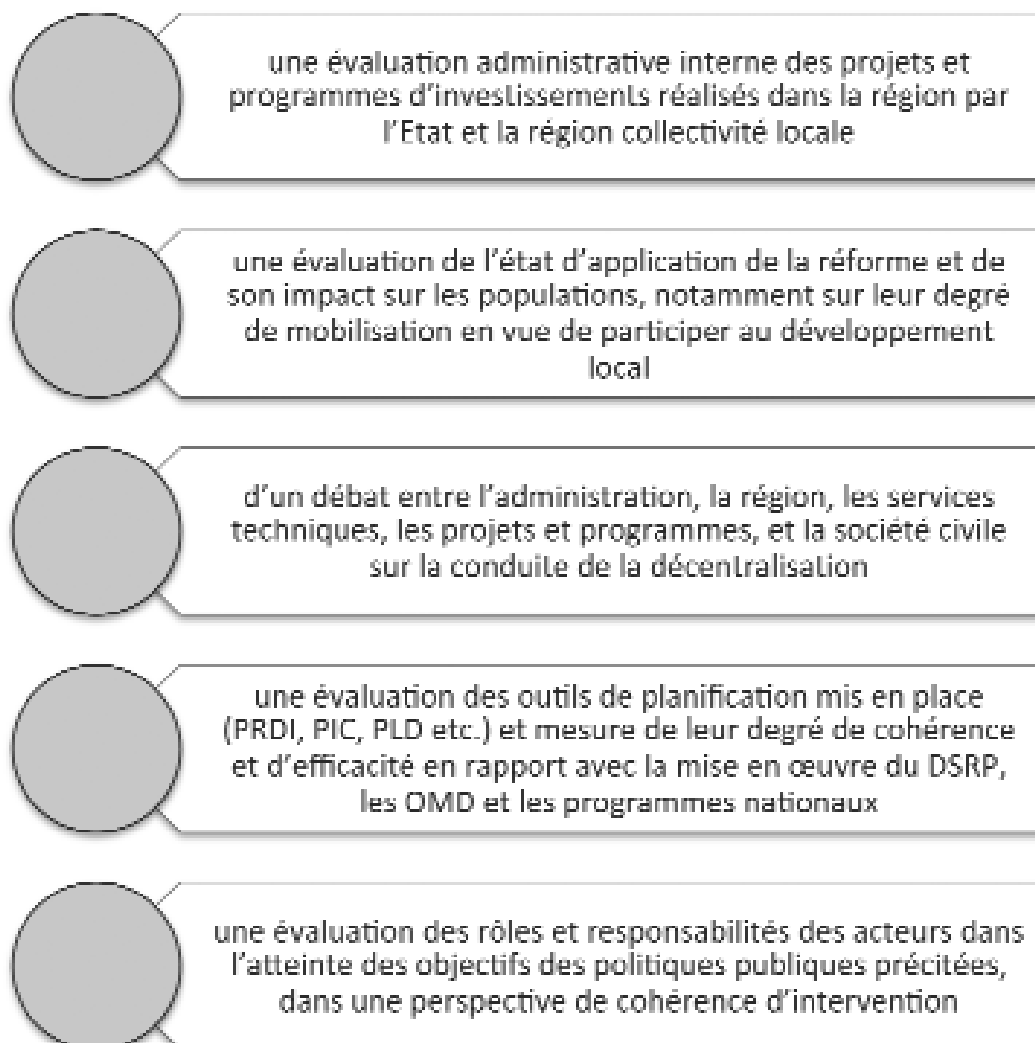 une évaluation administrative interne des projets et
programmes d'investissements réalisés dans la région par
l'Etat et la région collectivité locale
une évaluation de l'état d'application de la réforme et de
son impact sur les populations, notamment sur leur degré
de mobilisation en vue de participer au développement
local
d'un débat entre l'administration, la région, les services
techniques, les projets et programmes, et la société civile
sur la conduite de la décentralisation
une évaluation des outils de planification mis en place
(PRDI, PIC, PLD etc.) et mesure de leur degré de cohérence
et d'efficacité en rapport avec la mise en œuvre du DSRP,
les OMD et les programmes nationaux
une évaluation des rôles et responsabilités des acteurs dans
l'atteinte des objectifs des politiques publiques précitées,
dans une perspective de cohérence d'intervention